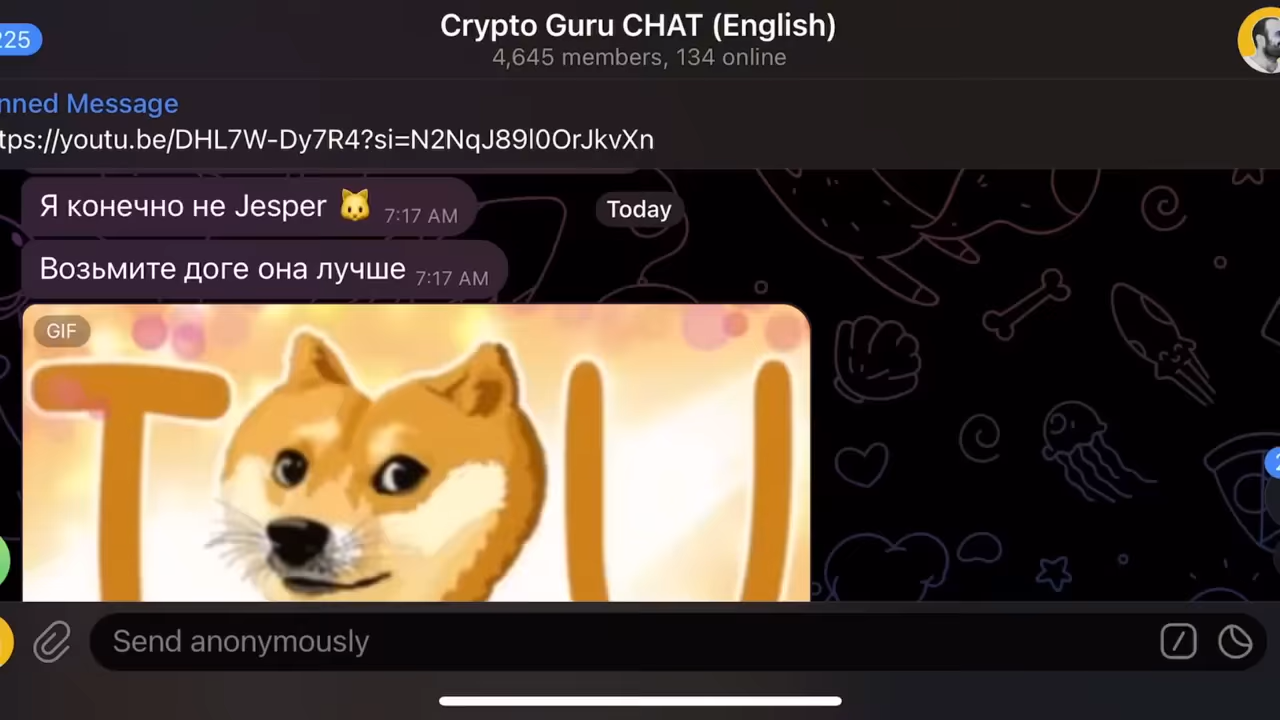 225
Crypto Guru CHAT (English)
4,645 members, 134 online
nned Message
tps://youtu.be/DHL7W-Dy7R4?si=N2NqJ89l0OrJkvXn
Я конечно не Jesper 🐱 7:17 AM
Today
Возьмите доге она лучше 7:17 AM
GIF
T U
Send anonymously